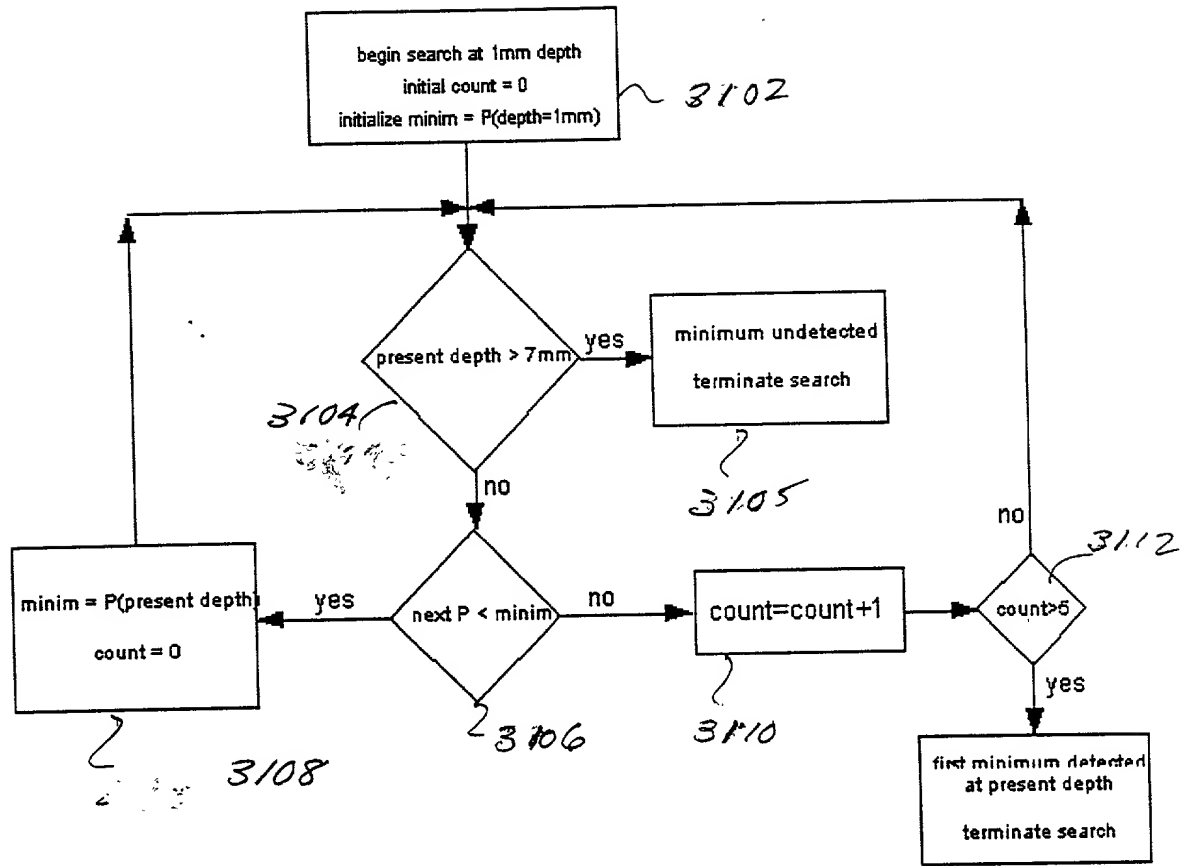 begin search at 1mm depth
initial count = 0
initialize minim = P(depth=1mm)
3102
present depth > 7mm
yes
minimum undetected
terminate search
3104
3105
no
no
3112
minim = P(present depth)
count = 0
yes
next P < minim
no
count=count+1
count>5
yes
3108
3106
3110
first minimum detected
at present depth
terminate search